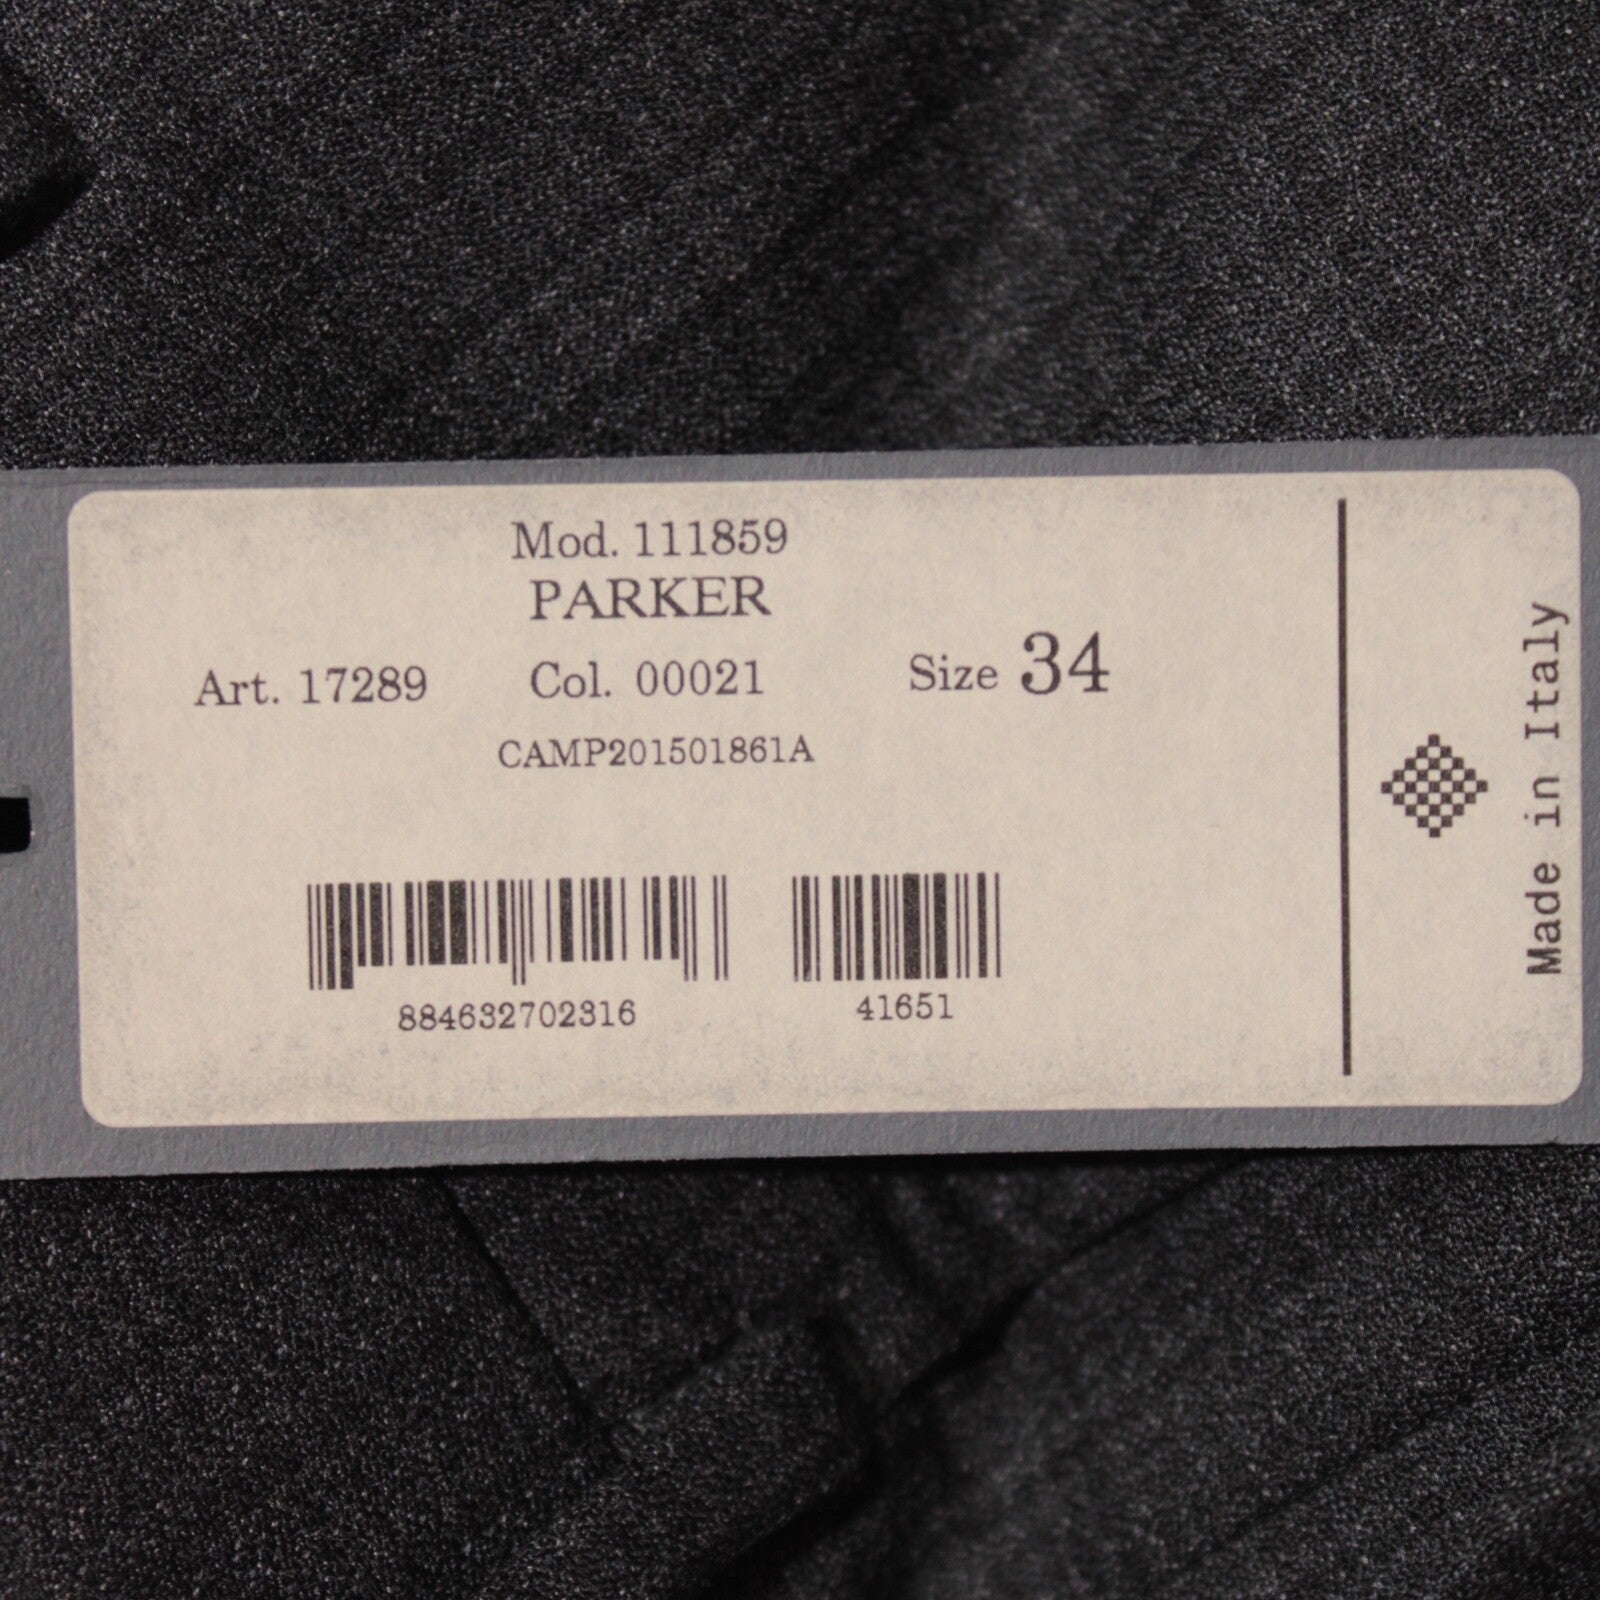 Mod. 111859
PARKER
Art. 17289 Col. 00021 Size 34
CAMP201501861A
884632702316 41651
Made in Italy